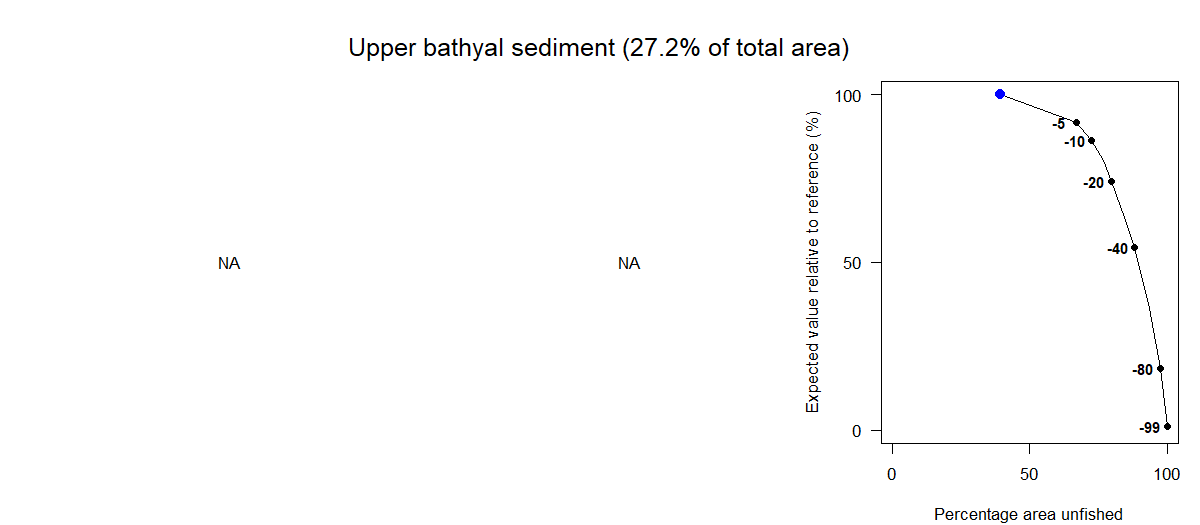 Upper bathyal sediment (27.2% of total area)
NA
NA
Expected value relative to reference (%)
100
50
0
-5
-10
-20
-40
-80
-99
0 50 100
Percentage area unfished